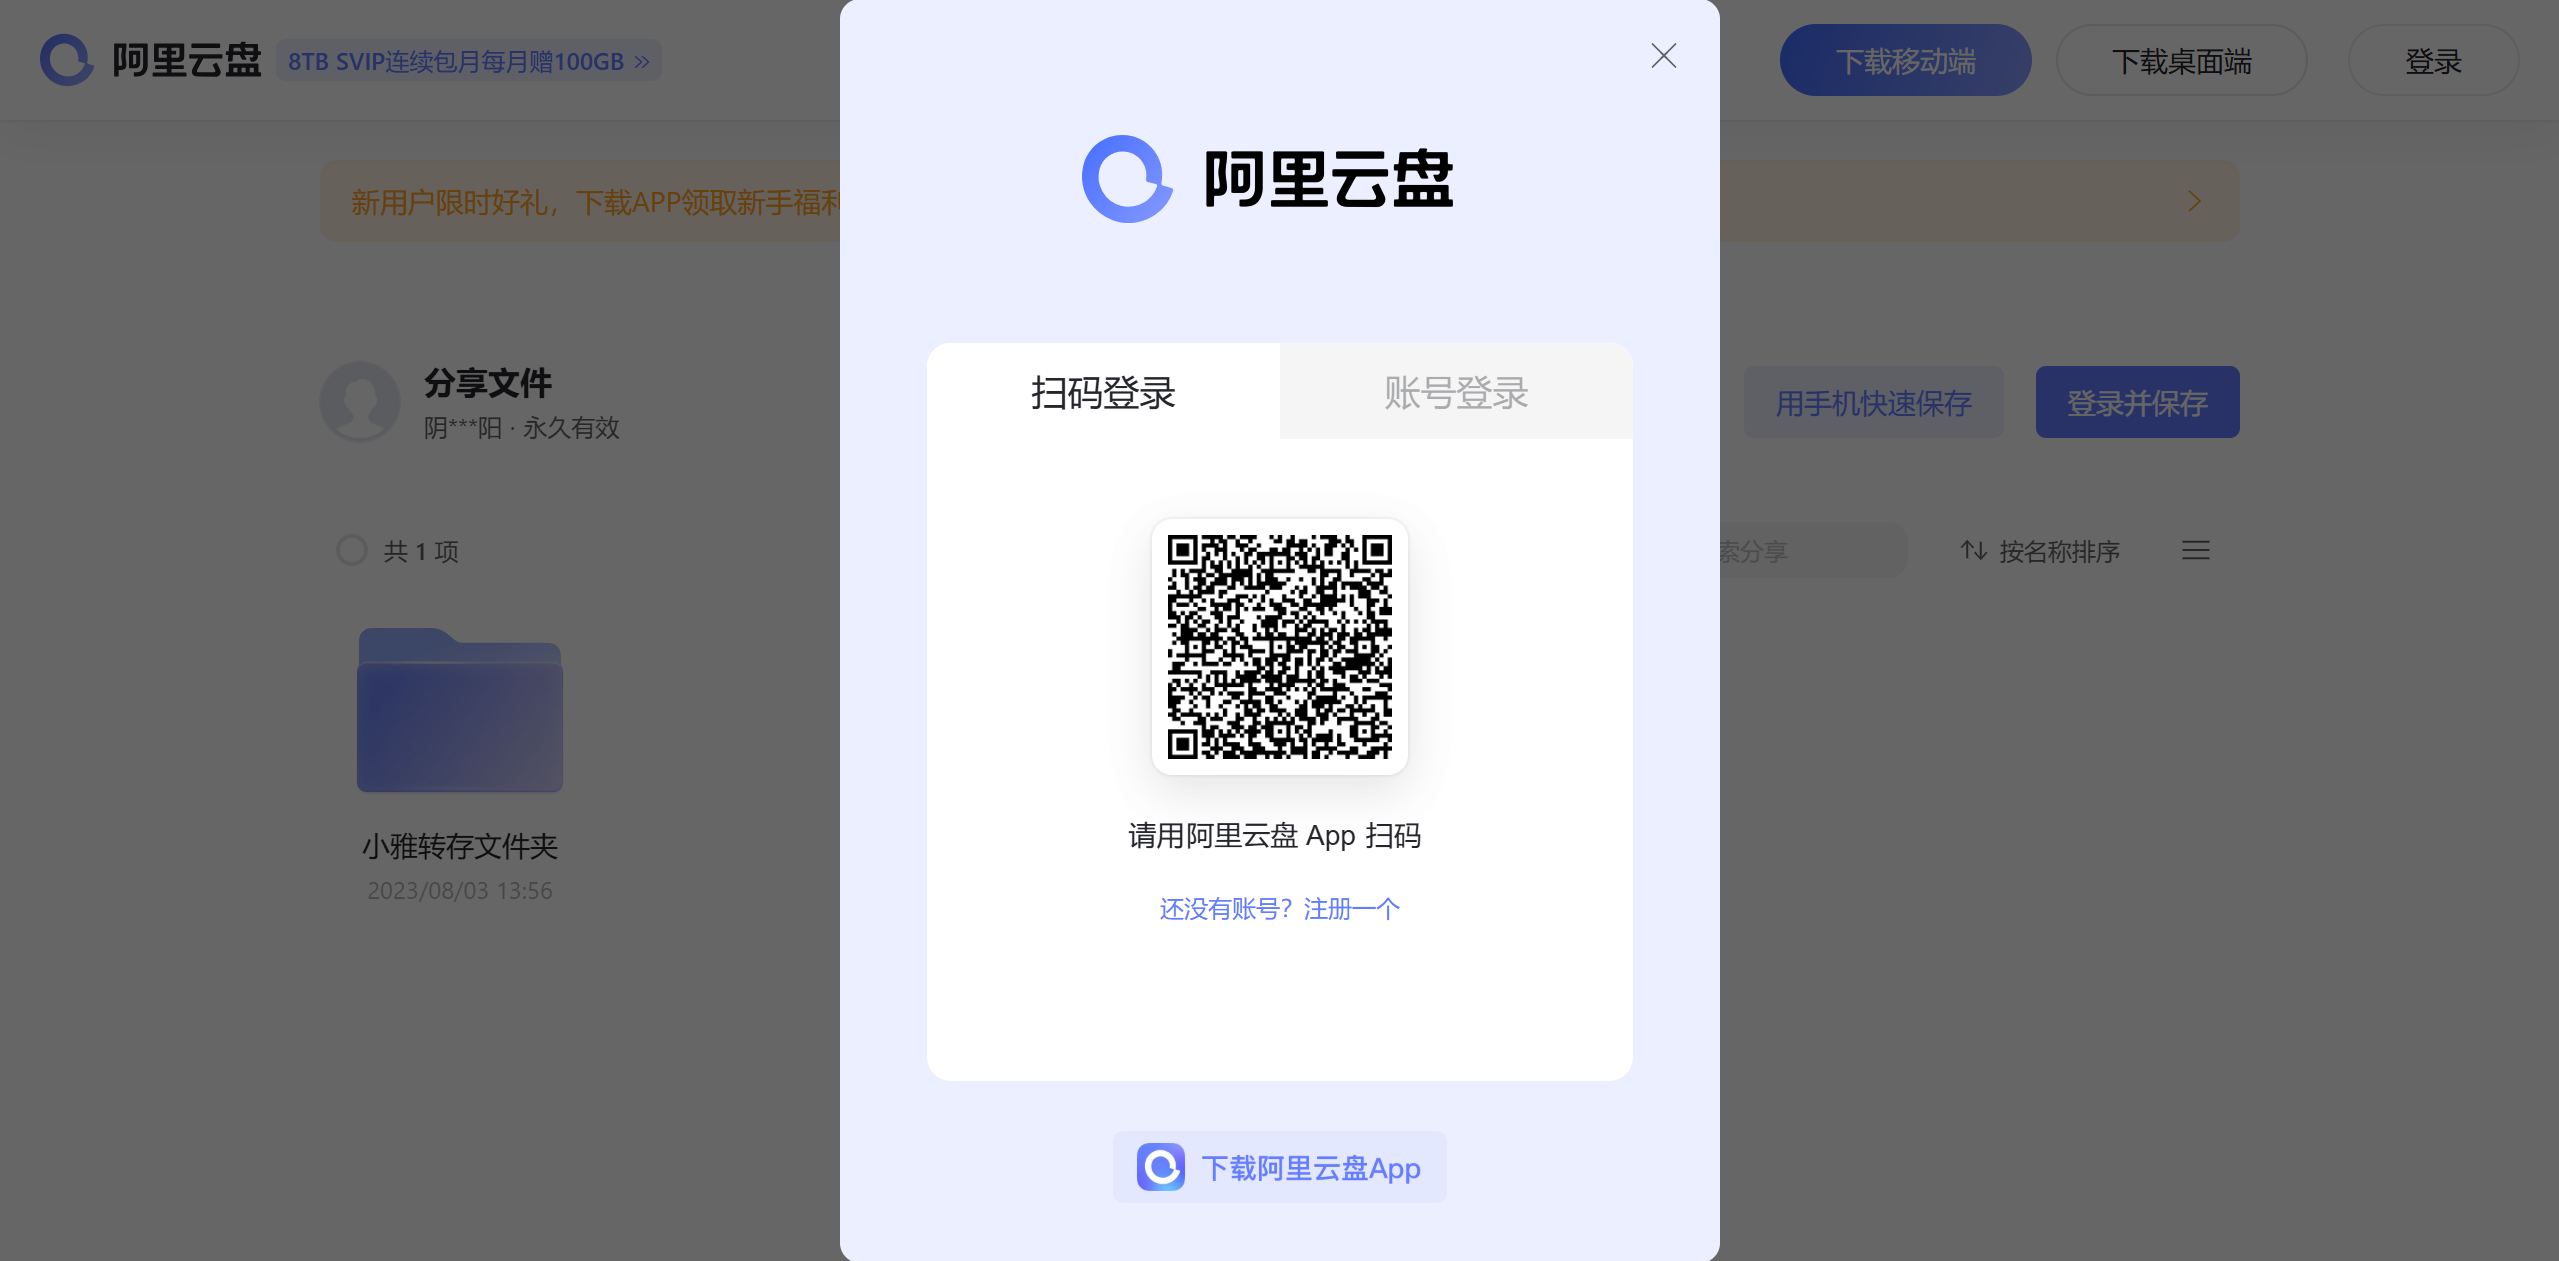 阿里云盘
8TB SVIP连续包月每月赠100GB
下载移动端
下载桌面端
登录
新用户限时好礼，下载APP领取新手福利
阿里云盘
分享文件
阴***阳 · 永久有效
扫码登录
账号登录
用手机快速保存
登录并保存
共 1 项
索分享
按名称排序
小雅转存文件夹
2023/08/03 13:56
请用阿里云盘 App 扫码
还没有账号？注册一个
下载阿里云盘App